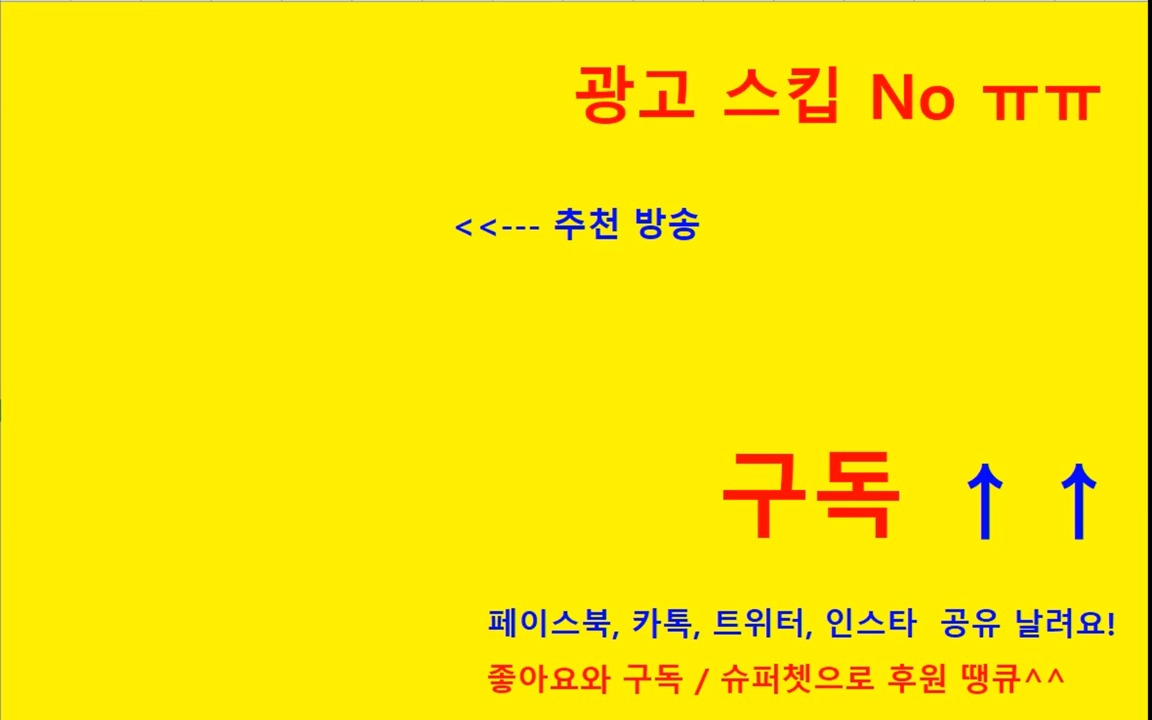 광고 스킵 No ㅠㅠ
<<--- 추천 방송
구독 ↑ ↑
페이스북, 카톡, 트위터, 인스타 공유 날려요!
좋아요와 구독 / 슈퍼쳇으로 후원 땡큐^^